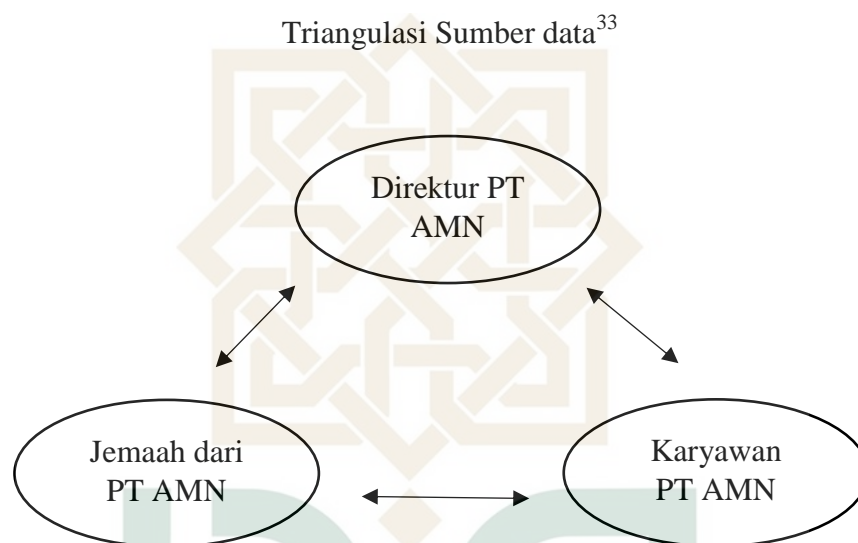 Triangulasi Sumber data³³
Direktur PT
AMN
Jemaah dari
PT AMN
Karyawan
PT AMN